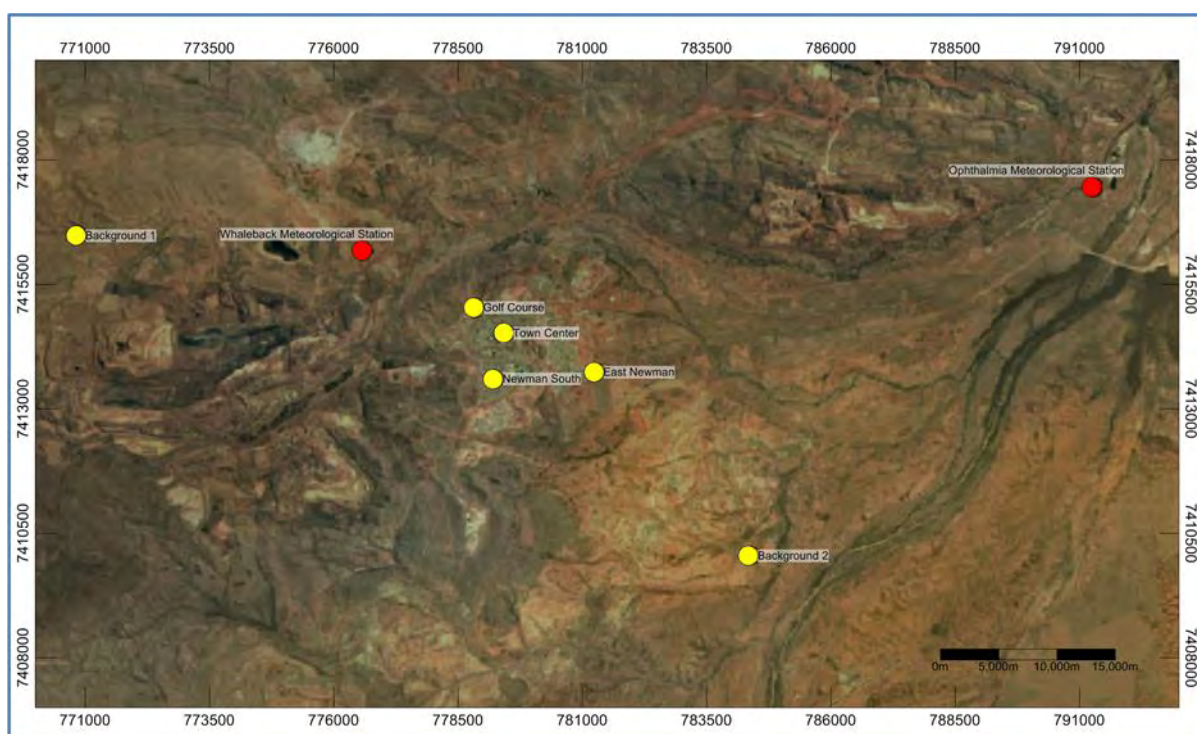 771000 773500 776000 778500 781000 783500 786000 788500 791000
7418000 7418000
Ophthalmia Meteorological Station
Background 1
Whaleback Meteorological Station
7415500 7415500
Golf Course
Town Center
East Newman
Newman South
7413000 7413000
7410500 7410500
Background 2
7408000 7408000
0m 5,000m 10,000m 15,000m
771000 773500 776000 778500 781000 783500 786000 788500 791000